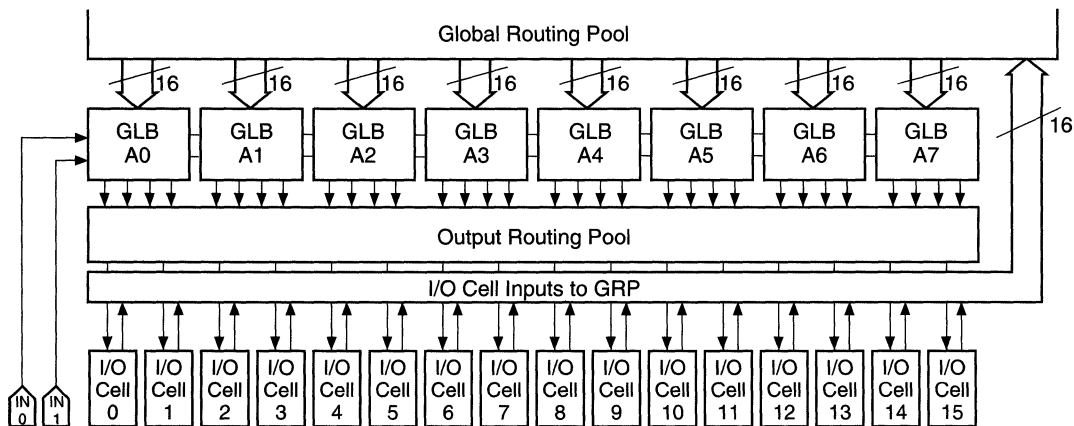 Global Routing Pool
16 16 16 16 16 16 16 16
16
GLB A0
GLB A1
GLB A2
GLB A3
GLB A4
GLB A5
GLB A6
GLB A7
Output Routing Pool
I/O Cell Inputs to GRP
IN 0
IN 1
I/O Cell 0
I/O Cell 1
I/O Cell 2
I/O Cell 3
I/O Cell 4
I/O Cell 5
I/O Cell 6
I/O Cell 7
I/O Cell 8
I/O Cell 9
I/O Cell 10
I/O Cell 11
I/O Cell 12
I/O Cell 13
I/O Cell 14
I/O Cell 15